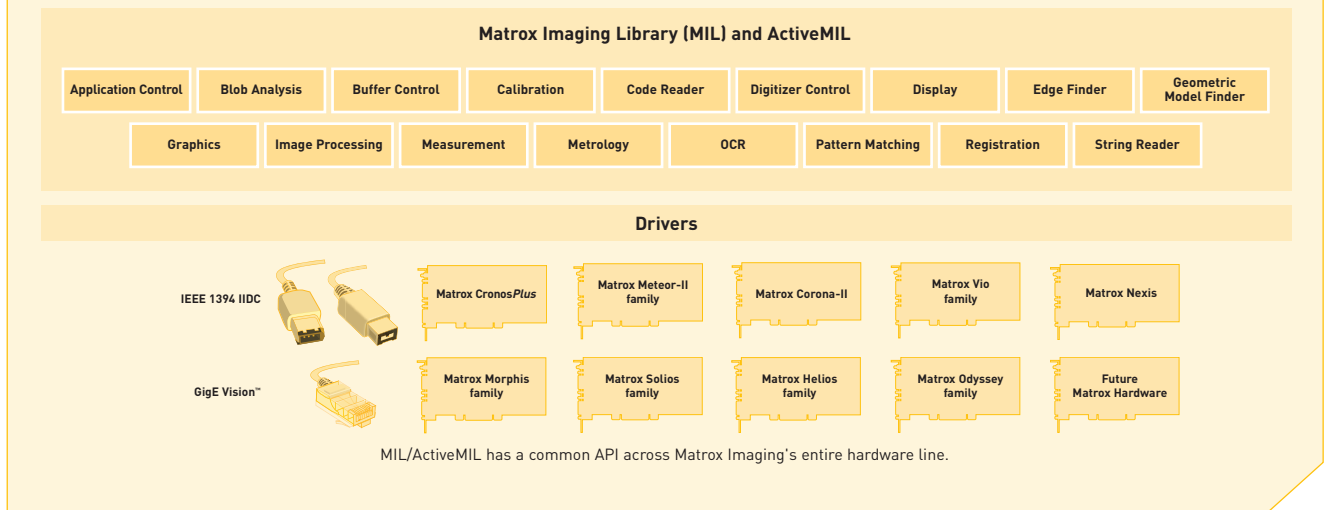 Matrox Imaging Library (MIL) and ActiveMIL
Application Control
Blob Analysis
Buffer Control
Calibration
Code Reader
Digitizer Control
Display
Edge Finder
Geometric
Model Finder
Graphics
Image Processing
Measurement
Metrology
OCR
Pattern Matching
Registration
String Reader
Drivers
IEEE 1394 IIDC
Matrox CronosPlus
Matrox Meteor-II
family
Matrox Corona-II
Matrox Vio
family
Matrox Nexis
GigE Vision™
Matrox Morphis
family
Matrox Solios
family
Matrox Helios
family
Matrox Odyssey
family
Future
Matrox Hardware
MIL/ActiveMIL has a common API across Matrox Imaging's entire hardware line.